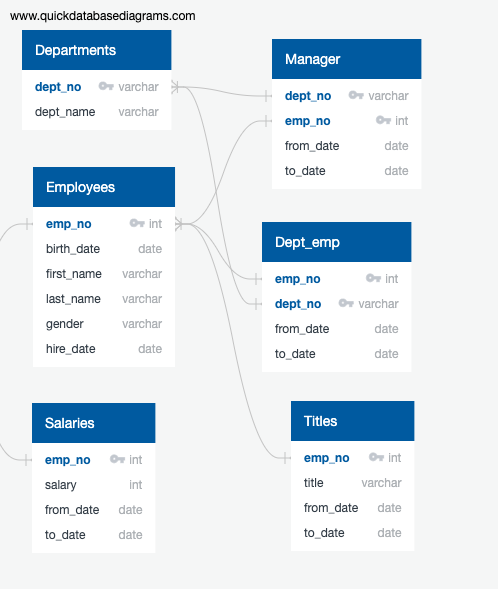 www.quickdatabasediagrams.com
Departments
dept_no varchar
dept_name varchar
Manager
dept_no varchar
emp_no int
from_date date
to_date date
Employees
emp_no int
birth_date date
first_name varchar
last_name varchar
gender varchar
hire_date date
Dept_emp
emp_no int
dept_no varchar
from_date date
to_date date
Salaries
emp_no int
salary int
from_date date
to_date date
Titles
emp_no int
title varchar
from_date date
to_date date